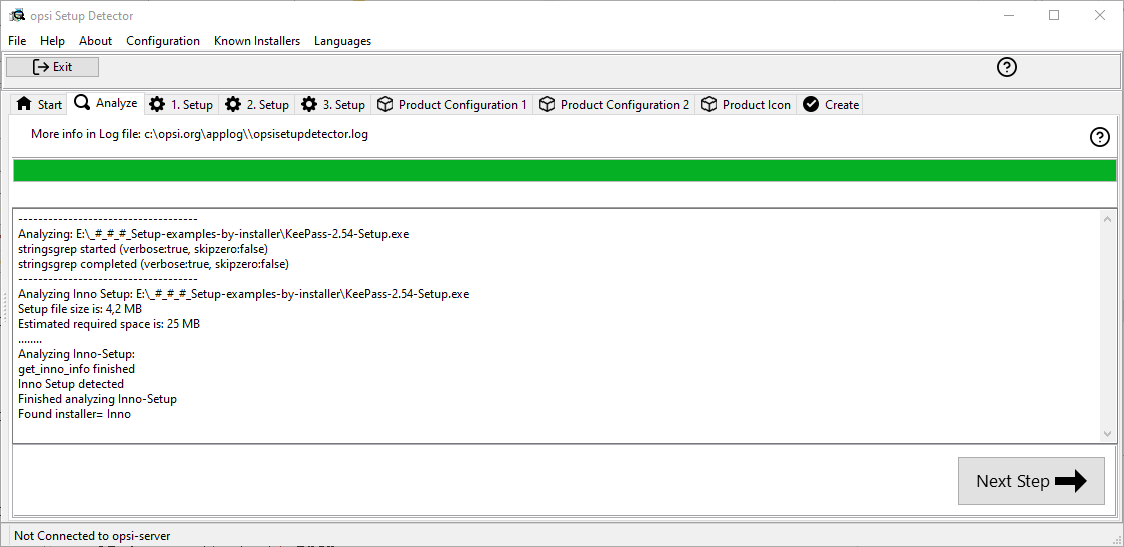 opsi Setup Detector
File Help About Configuration Known Installers Languages
Exit
Start Analyze 1. Setup 2. Setup 3. Setup Product Configuration 1 Product Configuration 2 Product Icon Create
More info in Log file: c:\opsi.org\applog\\opsisetupdetector.log
------------------------------------
Analyzing: E:\_#_#_#_Setup-examples-by-installer\KeePass-2.54-Setup.exe
stringsgrep started (verbose:true, skipzero:false)
stringsgrep completed (verbose:true, skipzero:false)
------------------------------------
Analyzing Inno Setup: E:\_#_#_#_Setup-examples-by-installer\KeePass-2.54-Setup.exe
Setup file size is: 4,2 MB
Estimated required space is: 25 MB
........
Analyzing Inno-Setup:
get_inno_info finished
Inno Setup detected
Finished analyzing Inno-Setup
Found installer= Inno
Next Step
Not Connected to opsi-server